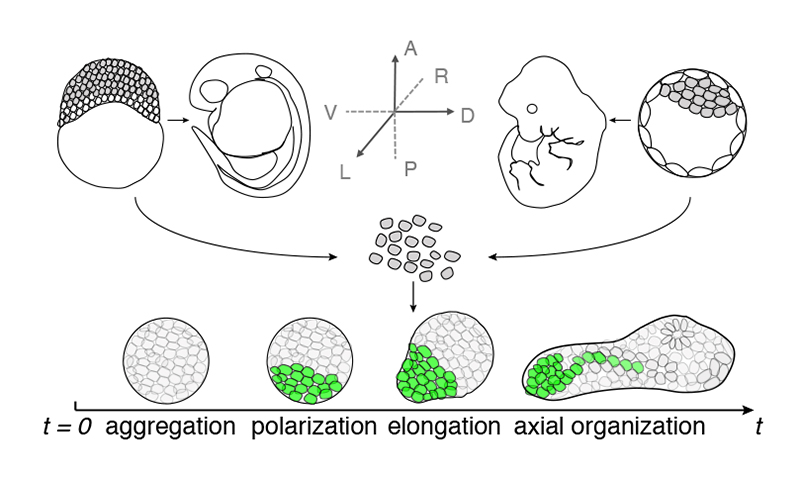 A
R
V
D
L
P
t = 0 aggregation polarization elongation axial organization t